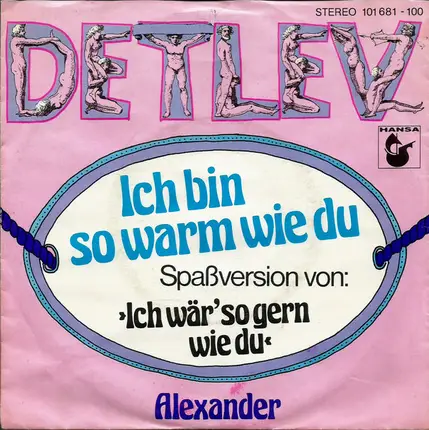 STEREO 101 681 - 100
DETLEV
HANSA
Ich bin
so warm wie du
Spaßversion von:
›Ich wär' so gern
wie du‹
Alexander